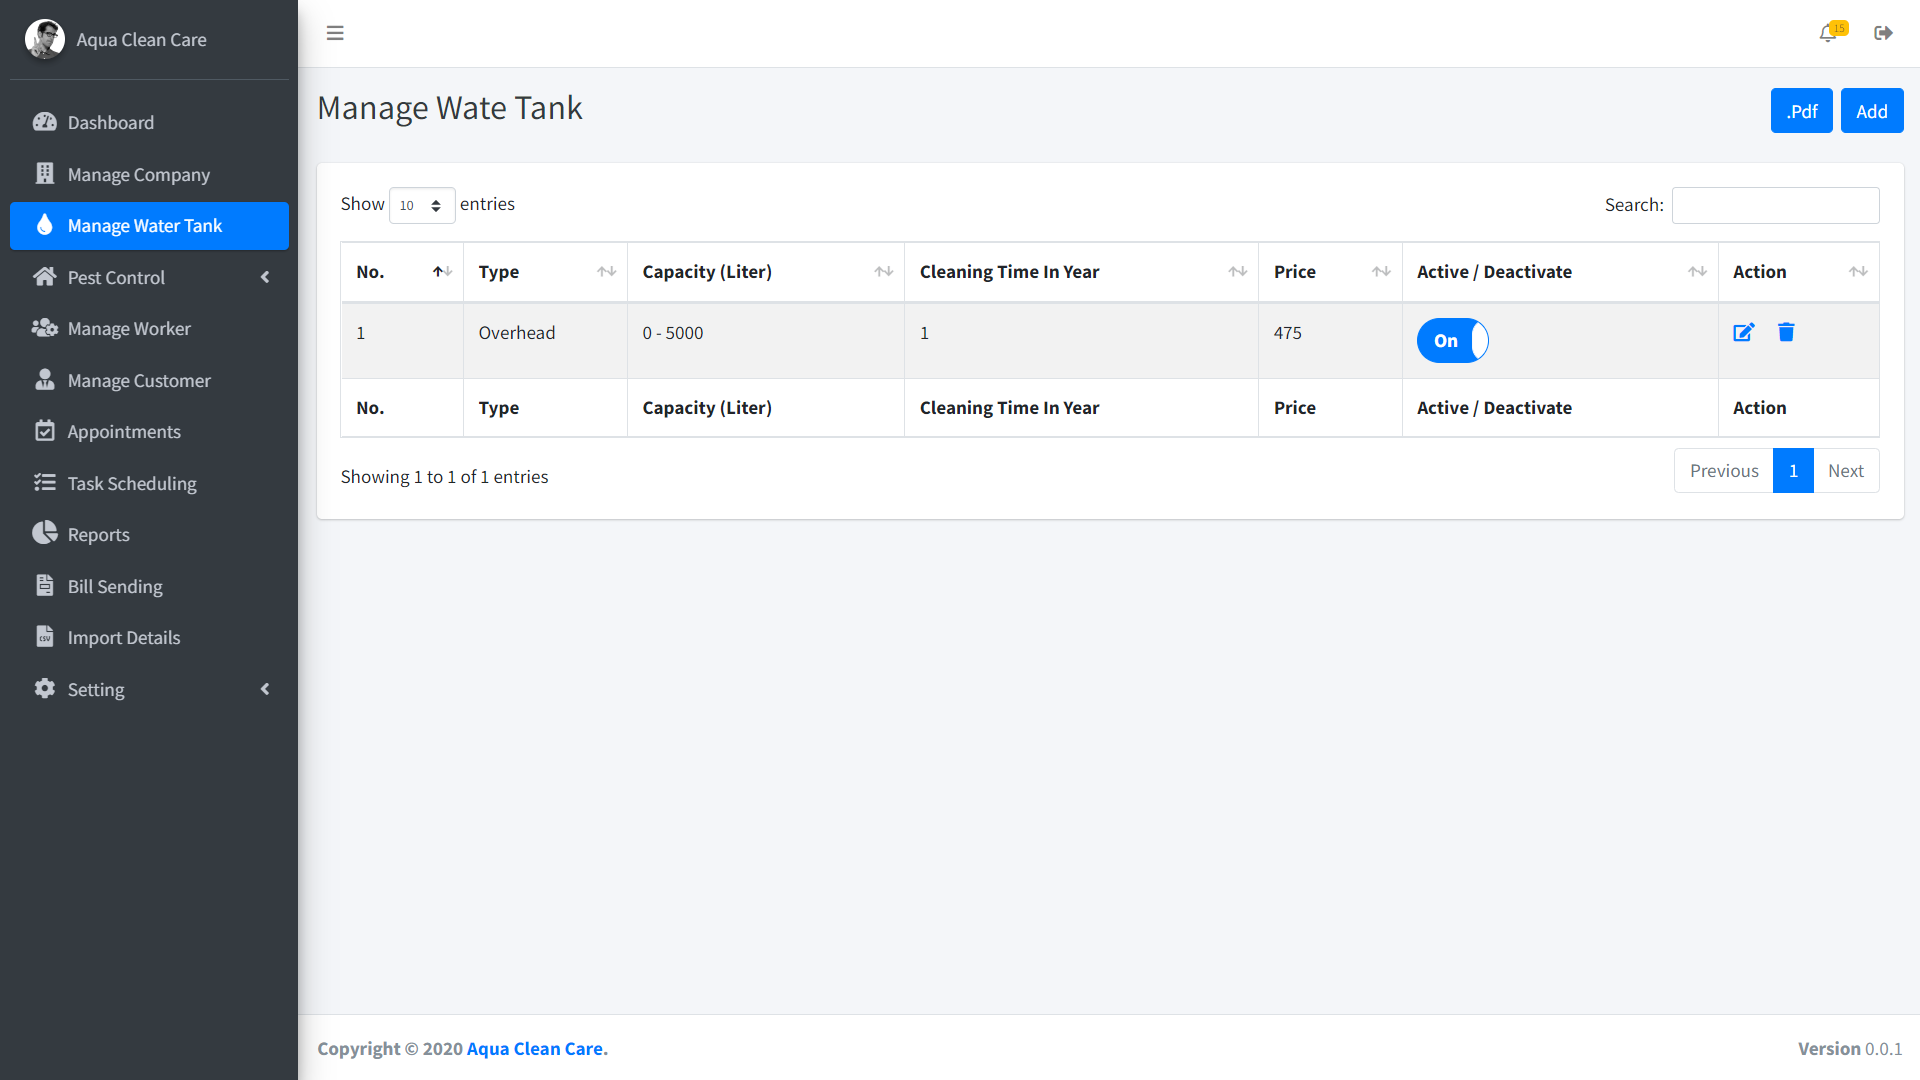 Aqua Clean Care
15
Dashboard
Manage Company
Manage Water Tank
Pest Control
Manage Worker
Manage Customer
Appointments
Task Scheduling
Reports
Bill Sending
CSV
Import Details
Setting
Manage Wate Tank
.Pdf Add
Show 10 entries
Search:
No. Type Capacity (Liter) Cleaning Time In Year Price Active / Deactivate Action
1 Overhead 0 - 5000 1 475 On
No. Type Capacity (Liter) Cleaning Time In Year Price Active / Deactivate Action
Showing 1 to 1 of 1 entries
Previous 1 Next
Copyright © 2020 Aqua Clean Care.
Version 0.0.1